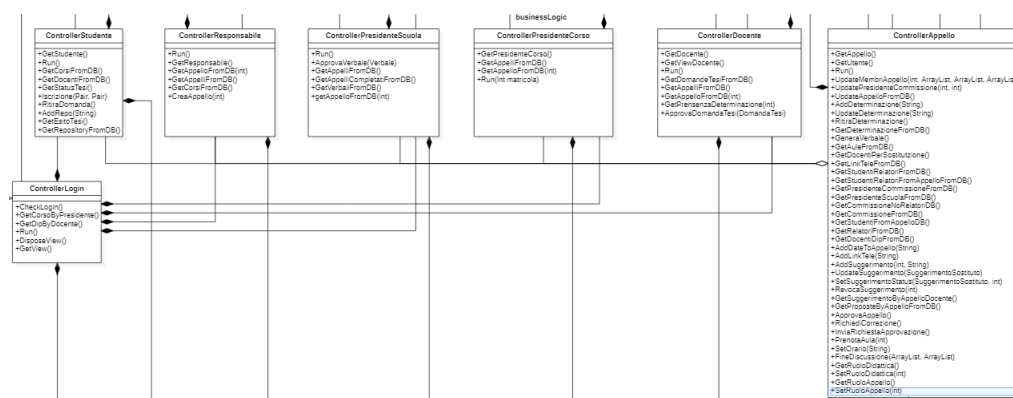 businessLogic
ControllerStudente
+GetStudente()
+Run()
+GetCorsiFromDB()
+GetDocentiFromDB()
+GetStatusTesi()
+Iscrizione(Pair, Pair)
+RitiraDomanda()
+AddRepo(String)
+GetEsitoTesi()
+GetRepositoryFromDB()
ControllerResponsabile
+Run()
+GetResponsabile()
+GetAppelloFromDB(int)
+GetAppelliFromDB()
+GetCorsiFromDB()
+CreaAppello(int)
ControllerPresidenteScuola
+Run()
+ApprovaVerbale(Verbale)
+GetAppelliFromDB()
+GetAppelliCompletatiFromDB()
+GetVerbaliFromDB()
+getAppelloFromDB(int)
ControllerPresidenteCorso
+GetPresidenteCorso()
+GetAppelliFromDB()
+GetAppelloFromDB(int)
+Run(Int matricola)
ControllerDocente
+GetDocente()
+GetViewDocente()
+Run()
+GetDomandeTesiFromDB()
+GetAppelliFromDB()
+GetAppelloFromDB(int)
+GetPrensenzaDeterminazione(int)
+ApprovaDomandaTesi(DomandaTesi)
ControllerAppello
+GetAppello()
+GetUtente()
+Run()
+UpdateMembriAppello(int, ArrayList, ArrayList, ArrayLis
+UpdatePresidenteCommissione(int, int)
+UpdateAppelloFromDB()
+AddDeterminazione(String)
+UpdateDeterminazione(String)
+RitiraDeterminazione()
+GetDeterminazioneFromDB()
+GeneraVerbale()
+GetAuleFromDB()
+GetDocentiPerSostitutzione()
+GetLinkTeleFromDB()
+GetStudentiRelatoriFromDB()
+GetStudentiRelatoriFromAppelloFromDB()
+GetPresidenteCommissioneFromDB()
+GetPresidenteScuolaFromDB()
+GetCommissioneNoRelatoriDB()
+GetCommissioneFromDB()
+GetStudentiFromAppelloDB()
+GetRelatoriFromDB()
+GetDocentiDipFromDB()
+AddDateToAppello(String)
+AddLinkTele(String)
+AddSuggerimento(int, String)
+UpdateSuggerimento(SuggerimentoSostituto)
+SetSuggerimentoStatus(SuggerimentoSostituto, int)
+RevocaSuggerimento(int)
+GetSuggerimentoByAppelloDocente()
+GetProposteByAppelloFromDB()
+ApprovaAppello()
+RichiediCorrezione()
+InviaRichiestaApprovazione()
+PrenotaAula(int)
+SetOrario(String)
+FineDiscussione(ArrayList, ArrayList)
+GetRuoloDidattica()
+SetRuoloDidattica(int)
+GetRuoloAppello()
+SetRuoloAppello(int)
ControllerLogin
+CheckLogin()
+GetCorsoByPresidente()
+GetDipByDocente()
+Run()
+DisposeView()
+GetView()